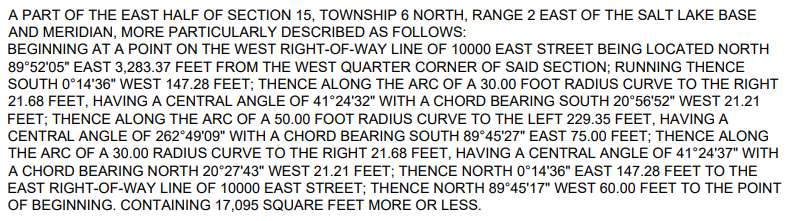 A PART OF THE EAST HALF OF SECTION 15, TOWNSHIP 6 NORTH, RANGE 2 EAST OF THE SALT LAKE BASE
AND MERIDIAN, MORE PARTICULARLY DESCRIBED AS FOLLOWS:
BEGINNING AT A POINT ON THE WEST RIGHT-OF-WAY LINE OF 10000 EAST STREET BEING LOCATED NORTH
89°52'05" EAST 3,283.37 FEET FROM THE WEST QUARTER CORNER OF SAID SECTION; RUNNING THENCE
SOUTH 0°14'36" WEST 147.28 FEET; THENCE ALONG THE ARC OF A 30.00 FOOT RADIUS CURVE TO THE RIGHT
21.68 FEET, HAVING A CENTRAL ANGLE OF 41°24'32" WITH A CHORD BEARING SOUTH 20°56'52" WEST 21.21
FEET; THENCE ALONG THE ARC OF A 50.00 FOOT RADIUS CURVE TO THE LEFT 229.35 FEET, HAVING A
CENTRAL ANGLE OF 262°49'09" WITH A CHORD BEARING SOUTH 89°45'27" EAST 75.00 FEET; THENCE ALONG
THE ARC OF A 30.00 RADIUS CURVE TO THE RIGHT 21.68 FEET, HAVING A CENTRAL ANGLE OF 41°24'37" WITH
A CHORD BEARING NORTH 20°27'43" WEST 21.21 FEET; THENCE NORTH 0°14'36" EAST 147.28 FEET TO THE
EAST RIGHT-OF-WAY LINE OF 10000 EAST STREET; THENCE NORTH 89°45'17" WEST 60.00 FEET TO THE POINT
OF BEGINNING. CONTAINING 17,095 SQUARE FEET MORE OR LESS.